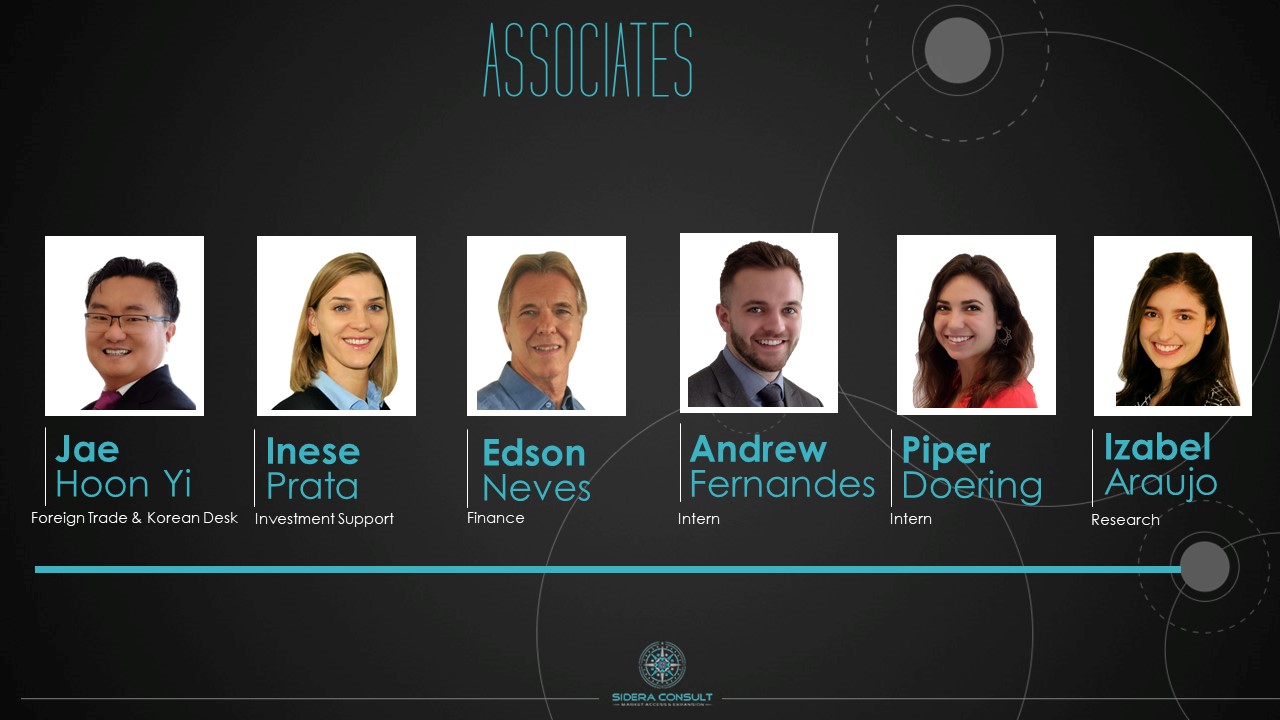 ASSOCIATES
Jae
Hoon Yi
Foreign Trade & Korean Desk
Inese
Prata
Investment Support
Edson
Neves
Finance
Andrew
Fernandes
Intern
Piper
Doering
Intern
Izabel
Araujo
Research
SIDERA CONSULT
MARKET ACCESS & EXPANSION